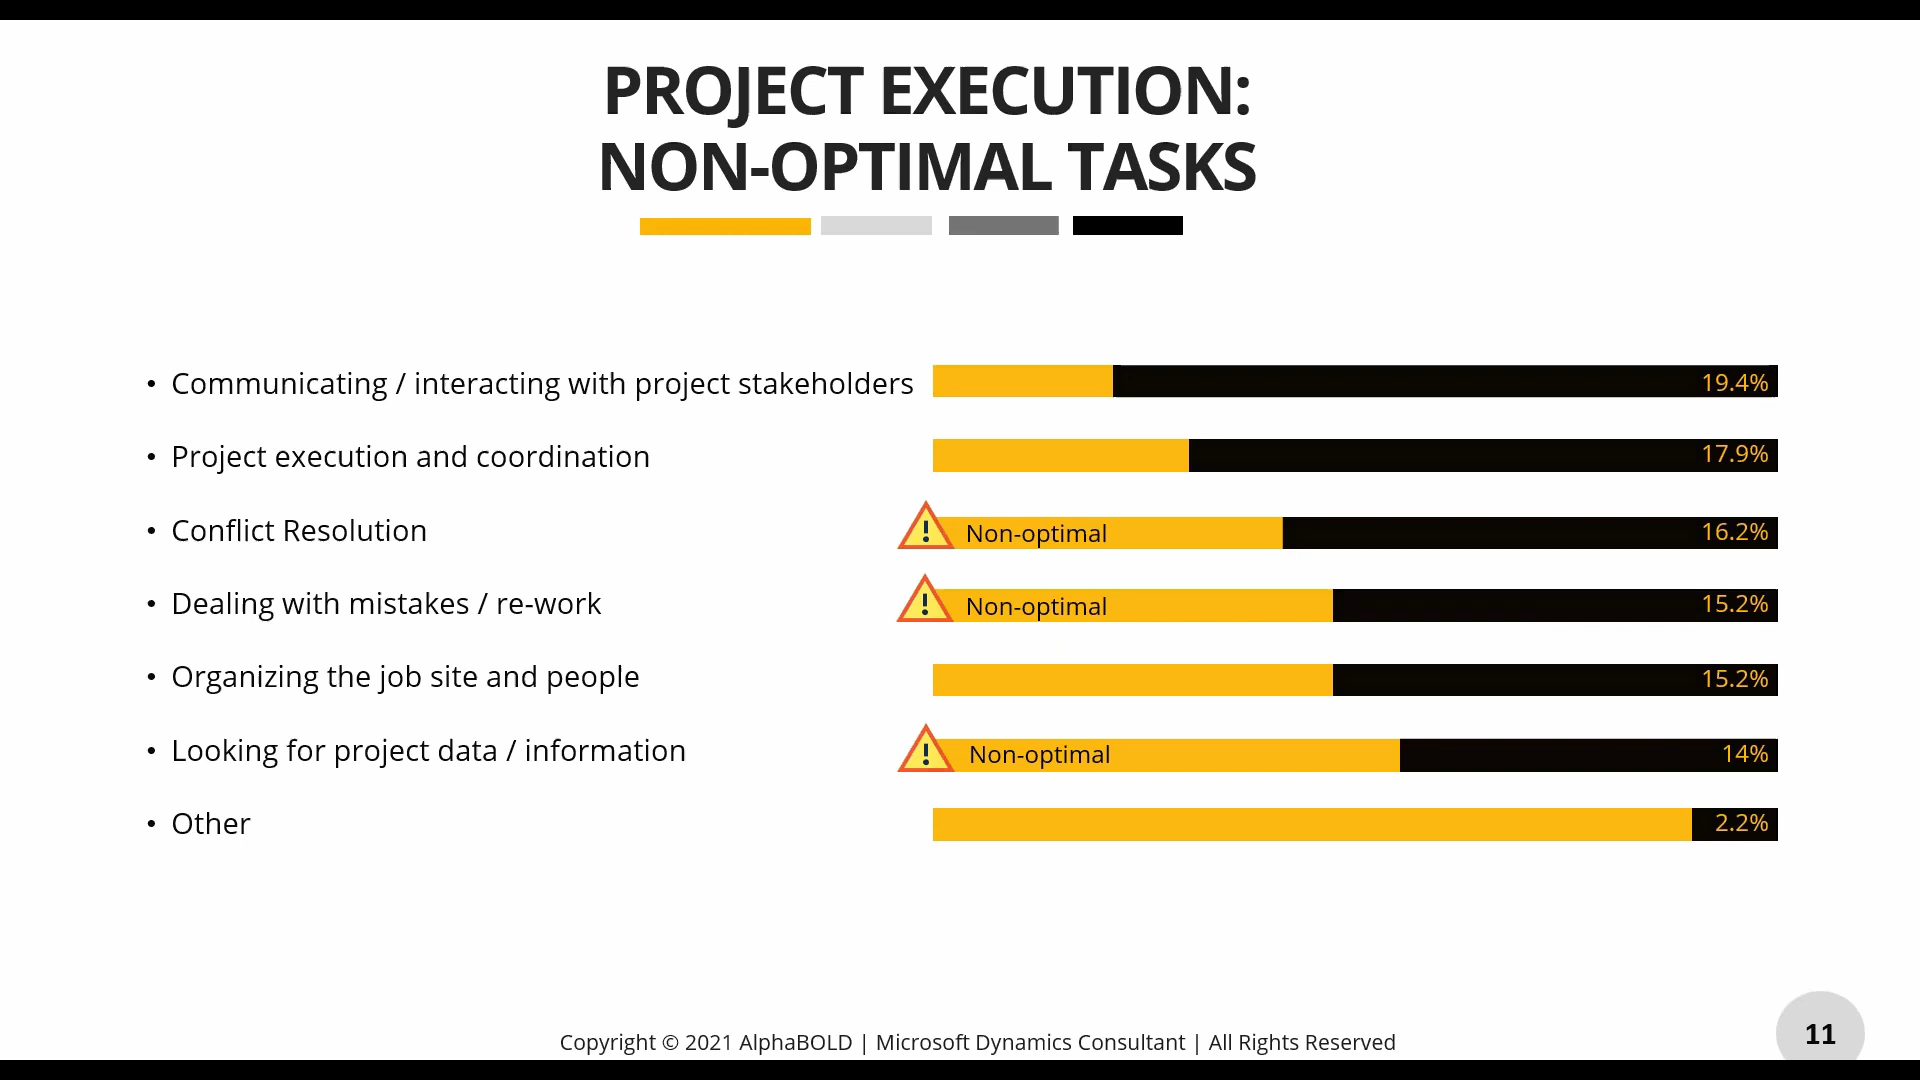 PROJECT EXECUTION:
NON-OPTIMAL TASKS
• Communicating / interacting with project stakeholders 19.4%
• Project execution and coordination 17.9%
• Conflict Resolution Non-optimal 16.2%
• Dealing with mistakes / re-work Non-optimal 15.2%
• Organizing the job site and people 15.2%
• Looking for project data / information Non-optimal 14%
• Other 2.2%
Copyright © 2021 AlphaBOLD | Microsoft Dynamics Consultant | All Rights Reserved
11